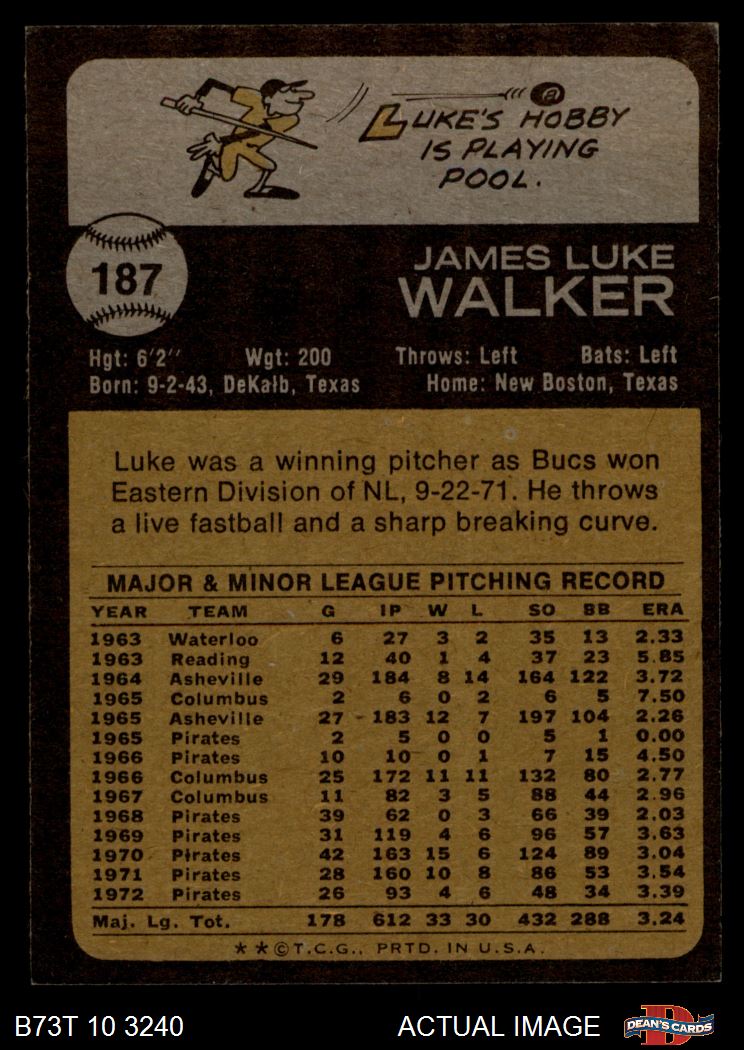 LUKE'S HOBBY
IS PLAYING
POOL.
187
JAMES LUKE
WALKER
Hgt: 6'2" Wgt: 200 Throws: Left Bats: Left
Born: 9-2-43, DeKalb, Texas Home: New Boston, Texas
Luke was a winning pitcher as Bucs won
Eastern Division of NL, 9-22-71. He throws
a live fastball and a sharp breaking curve.
MAJOR & MINOR LEAGUE PITCHING RECORD
YEAR TEAM G IP W L SO BB ERA
1963 Waterloo 6 27 3 2 35 13 2.33
1963 Reading 12 40 1 4 37 23 5.85
1964 Asheville 29 184 8 14 164 122 3.72
1965 Columbus 2 6 0 2 6 5 7.50
1965 Asheville 27 183 12 7 197 104 2.26
1965 Pirates 2 5 0 0 5 1 0.00
1966 Pirates 10 10 0 1 7 15 4.50
1966 Columbus 25 172 11 11 132 80 2.77
1967 Columbus 11 82 3 5 88 44 2.96
1968 Pirates 39 62 0 3 66 39 2.03
1969 Pirates 31 119 4 6 96 57 3.63
1970 Pirates 42 163 15 6 124 89 3.04
1971 Pirates 28 160 10 8 86 53 3.54
1972 Pirates 26 93 4 6 48 34 3.39
Maj. Lg. Tot. 178 612 33 30 432 288 3.24
* * © T.C.G., PRTD. IN U.S.A.
B73T 10 3240 ACTUAL IMAGE DEAN'S CARDS